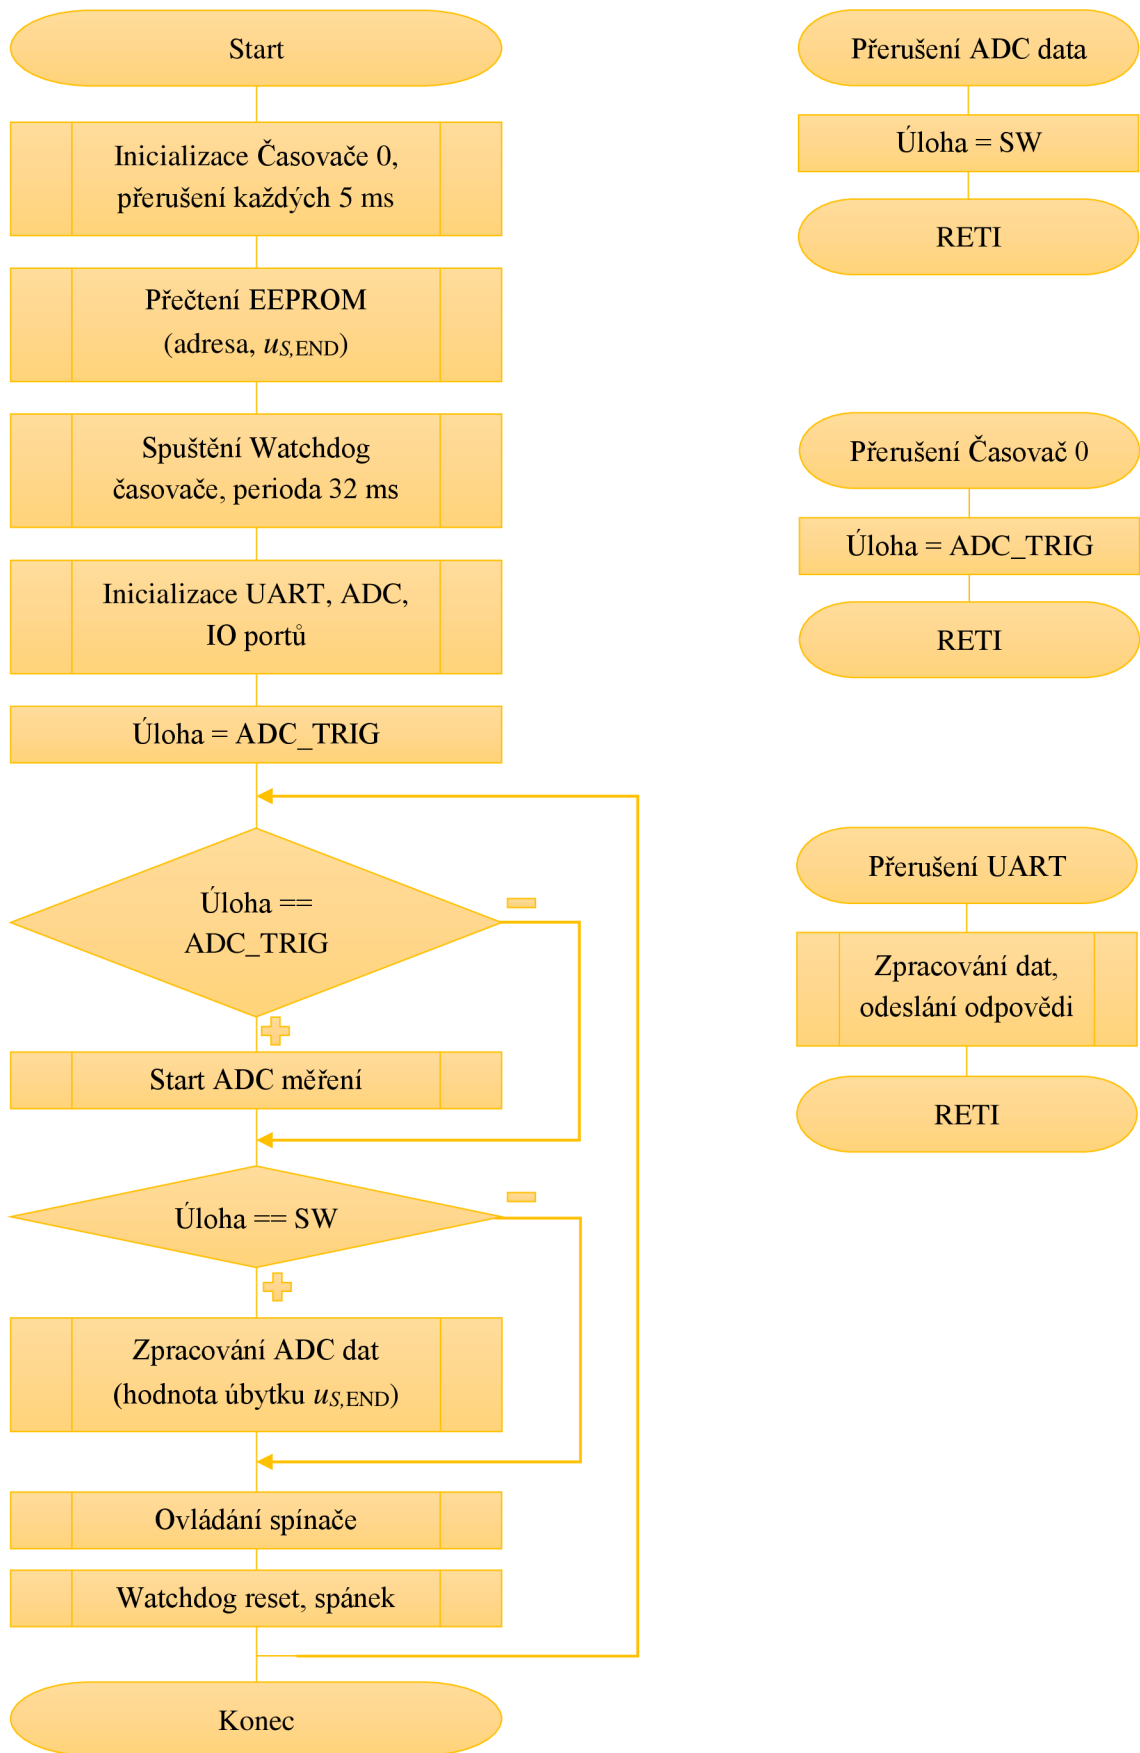 Start
Inicializace Časovače 0,
přerušení každých 5 ms
Přečtení EEPROM
(adresa, uS,END)
Spuštění Watchdog
časovače, perioda 32 ms
Inicializace UART, ADC,
IO portů
Úloha = ADC_TRIG
Úloha ==
ADC_TRIG
Start ADC měření
Úloha == SW
Zpracování ADC dat
(hodnota úbytku uS,END)
Ovládání spínače
Watchdog reset, spánek
Konec
Přerušení ADC data
Úloha = SW
RETI
Přerušení Časovač 0
Úloha = ADC_TRIG
RETI
Přerušení UART
Zpracování dat,
odeslání odpovědi
RETI